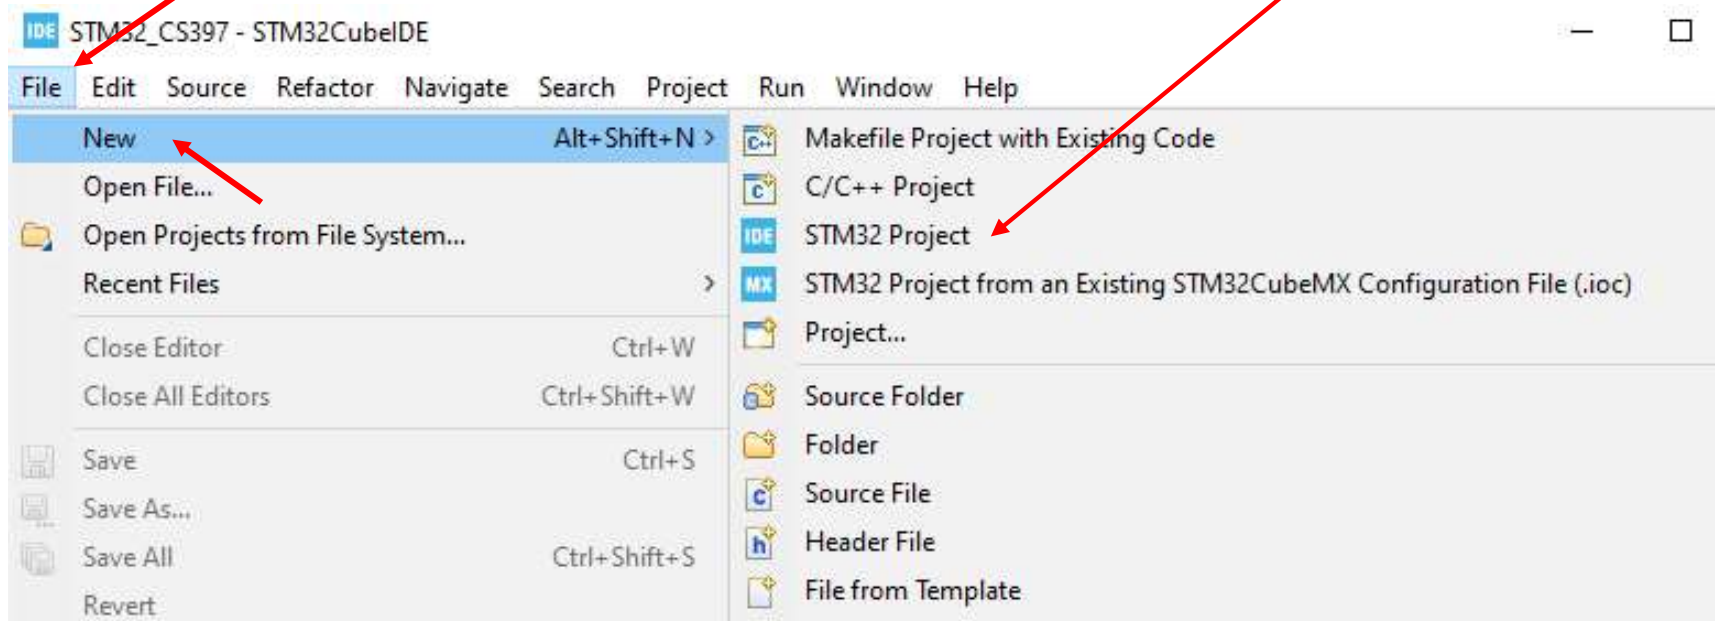 IDE STM32_CS397 - STM32CubeIDE
File Edit Source Refactor Navigate Search Project Run Window Help
New Alt+Shift+N >
Open File...
Open Projects from File System...
Recent Files >
Close Editor Ctrl+W
Close All Editors Ctrl+Shift+W
Save Ctrl+S
Save As...
Save All Ctrl+Shift+S
Revert
C++ Makefile Project with Existing Code
c C/C++ Project
IDE STM32 Project
MX STM32 Project from an Existing STM32CubeMX Configuration File (.ioc)
Project...
Source Folder
Folder
c Source File
h Header File
File from Template